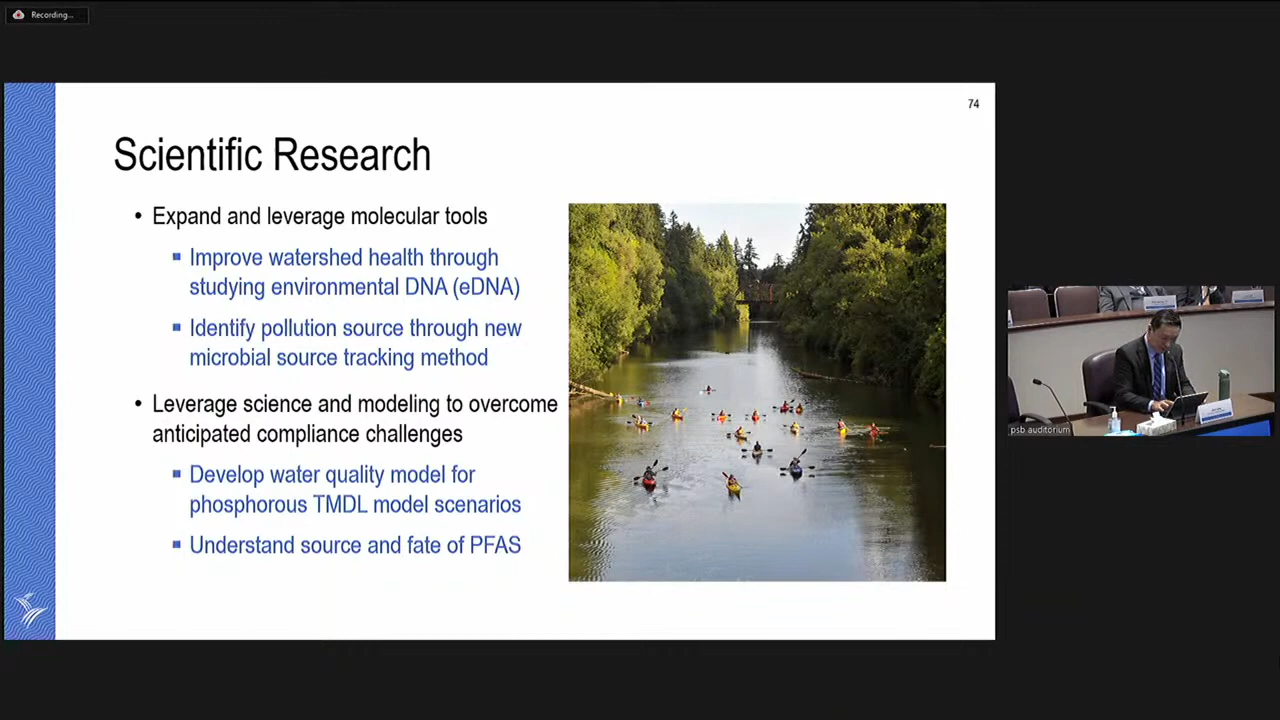 Recording...
74
Scientific Research
• Expand and leverage molecular tools
▪ Improve watershed health through
studying environmental DNA (eDNA)
▪ Identify pollution source through new
microbial source tracking method
• Leverage science and modeling to overcome
anticipated compliance challenges
▪ Develop water quality model for
phosphorous TMDL model scenarios
▪ Understand source and fate of PFAS
psb auditorium